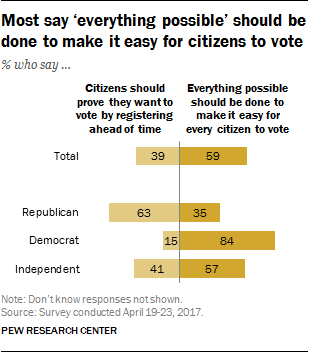 Most say ‘everything possible’ should be
done to make it easy for citizens to vote
% who say ...
Citizens should
prove they want to
vote by registering
ahead of time
Everything possible
should be done to
make it easy for
every citizen to vote
Total 39 59
Republican 63 35
Democrat 15 84
Independent 41 57
Note: Don’t know responses not shown.
Source: Survey conducted April 19-23, 2017.
PEW RESEARCH CENTER